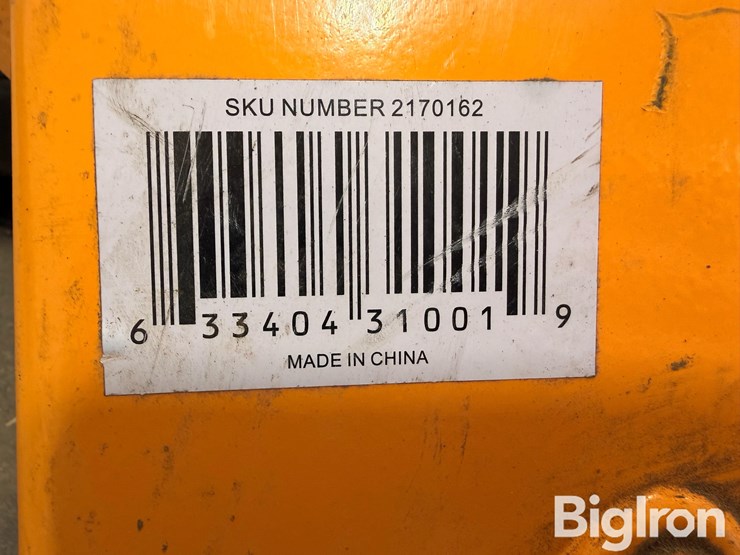 SKU NUMBER 2170162
6 33404 31001 9
MADE IN CHINA
BigIron